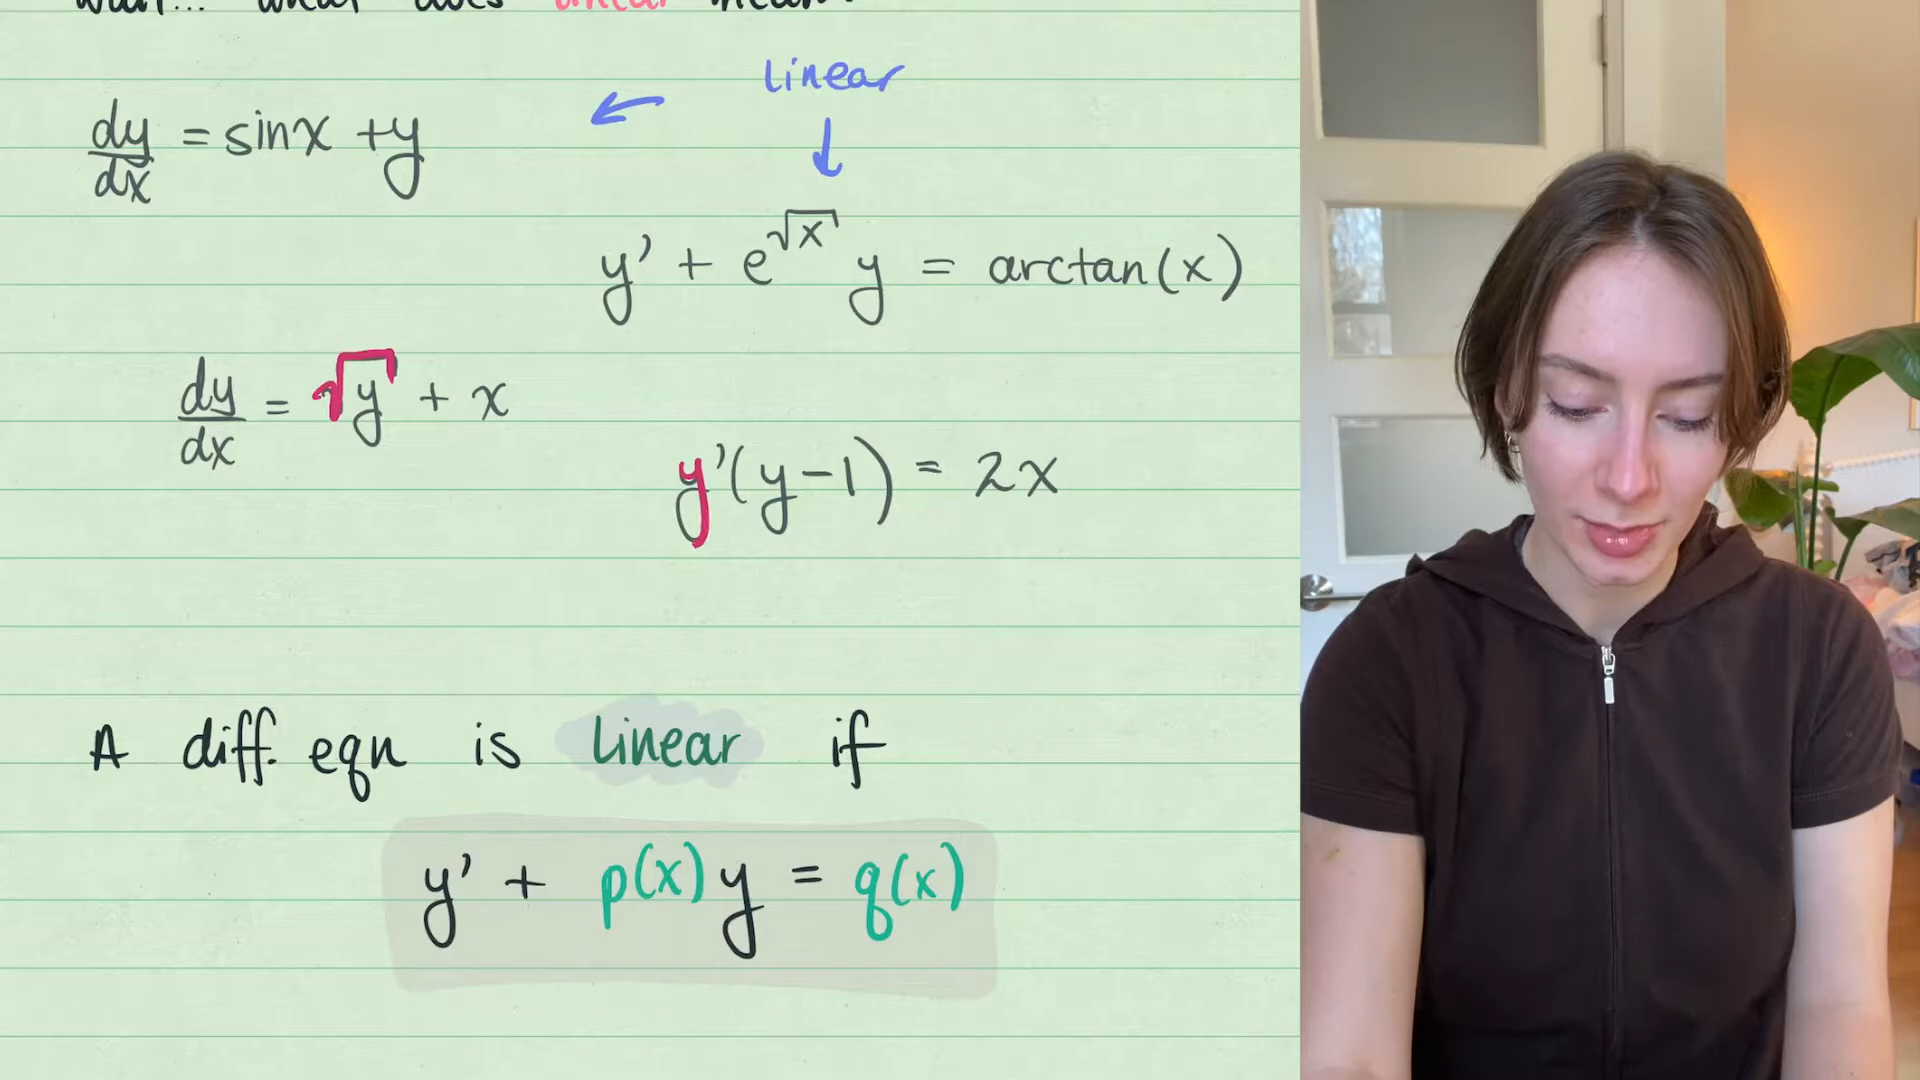 linear
dy/dx = sinx + y
y' + e^√x y = arctan(x)
dy/dx = √y + x
y'(y-1) = 2x
A diff. eqn is linear if
y' + p(x)y = q(x)